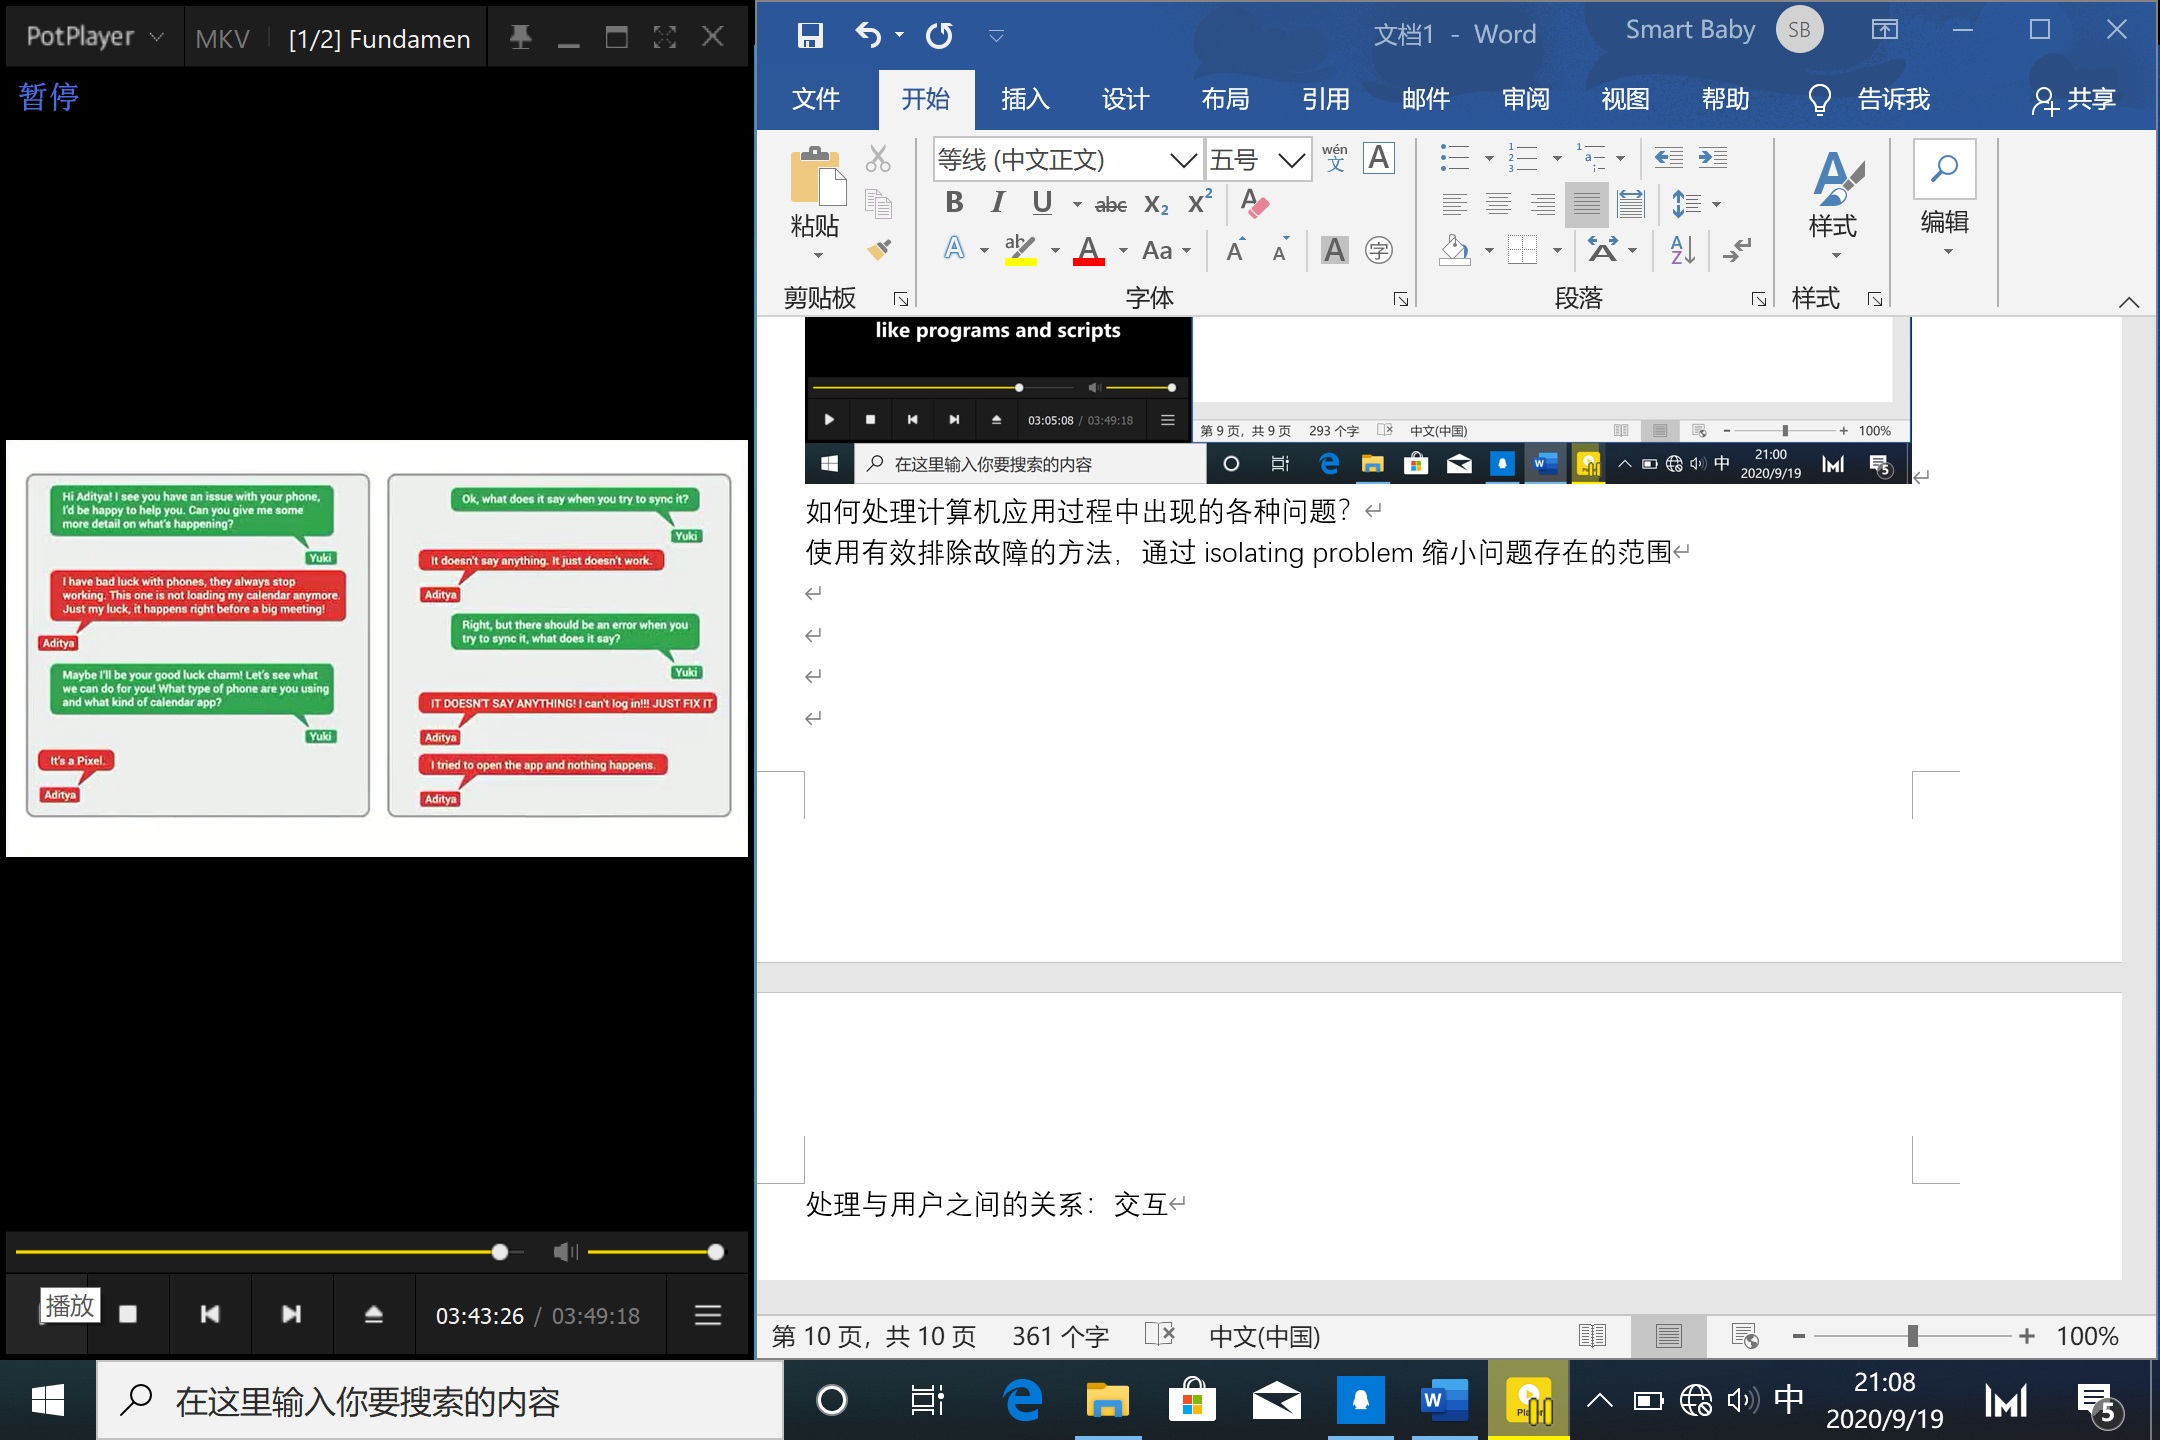 PotPlayer
MKV
[1/2] Fundamen
暂停
Hi Aditya! I see you have an issue with your phone,
I'd be happy to help you. Can you give me some
more detail on what's happening?
Yuki
I have bad luck with phones, they always stop
working. This one is not loading my calendar anymore.
Just my luck, it happens right before a big meeting!
Aditya
Maybe I'll be your good luck charm! Let's see what
we can do for you! What type of phone are you using
and what kind of calendar app?
Yuki
It's a Pixel.
Aditya
Ok, what does it say when you try to sync it?
Yuki
It doesn't say anything. It just doesn't work.
Aditya
Right, but there should be an error when you
try to sync it, what does it say?
Yuki
IT DOESN'T SAY ANYTHING! I can't log in!!! JUST FIX IT
Aditya
I tried to open the app and nothing happens.
Aditya
播放
03:43:26 / 03:49:18
文档1 - Word
Smart Baby
SB
文件 开始 插入 设计 布局 引用 邮件 审阅 视图 帮助 告诉我 共享
等线 (中文正文) 五号 wén 文 A
粘贴
B I U abc X₂ X² A
A ab A Aa A A A 字
样式
编辑
剪贴板 字体 段落 样式
like programs and scripts
03:05:08 / 03:49:18
第 9 页，共 9 页 293 个字 中文(中国) 100%
在这里输入你要搜索的内容
中
21:00
2020/9/19
5
如何处理计算机应用过程中出现的各种问题？
使用有效排除故障的方法，通过 isolating problem 缩小问题存在的范围
处理与用户之间的关系：交互
第 10 页，共 10 页 361 个字 中文(中国) 100%
在这里输入你要搜索的内容
中
21:08
2020/9/19
5